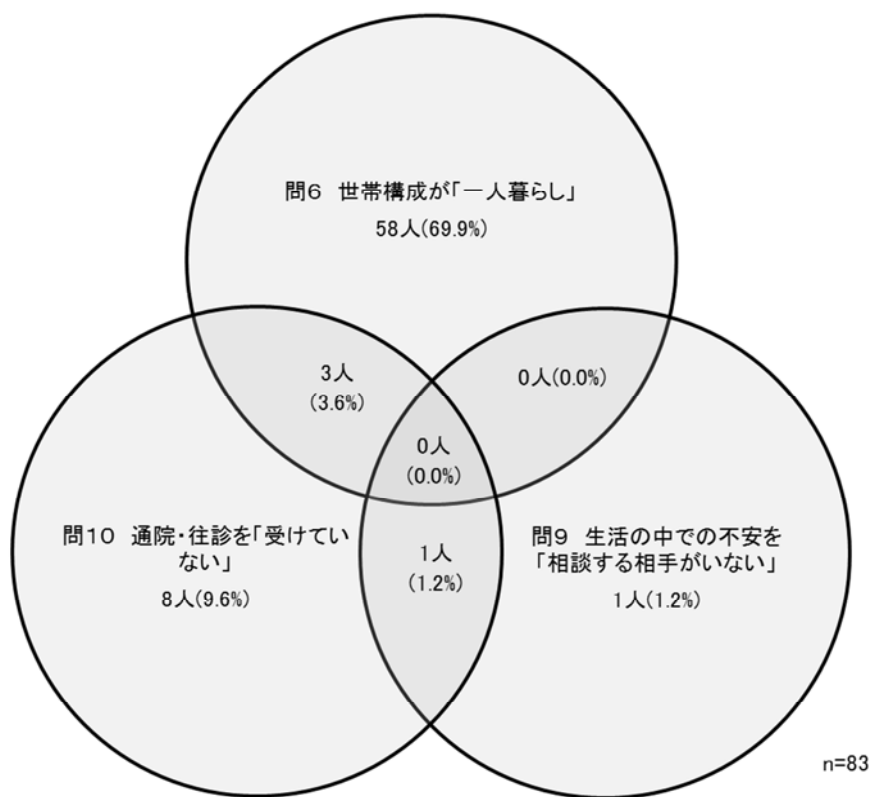 問６ 世帯構成が「一人暮らし」
58人(69.9%)
3人
(3.6%)
0人(0.0%)
0人
(0.0%)
問１０ 通院・往診を「受けてい
ない」
8人(9.6%)
1人
(1.2%)
問９ 生活の中での不安を
「相談する相手がいない」
1人(1.2%)
n=83